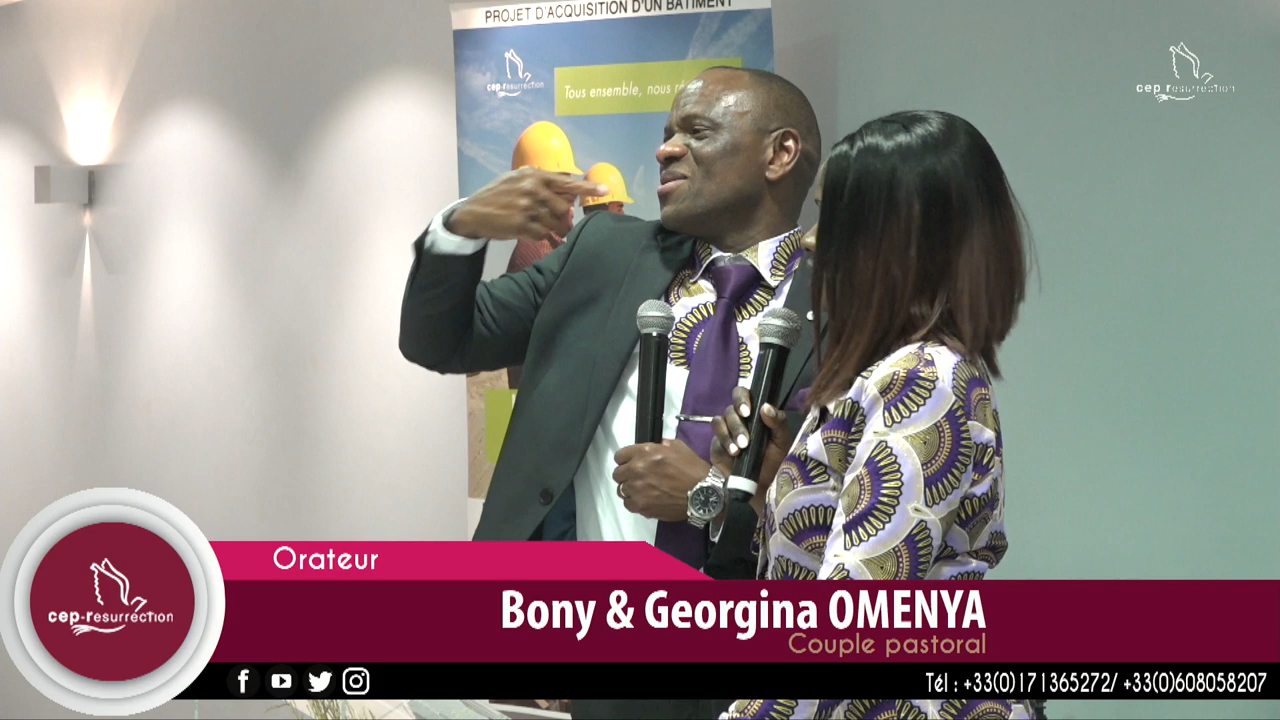 PROJET D'ACQUISITION D'UN BÂTIMENT
cep-resurrection
Tous ensemble, nous
cep-resurrection
Orateur
cep-resurrection
Bony & Georgina OMENYA
Couple pastoral
Tél : +33(0)171365272/ +33(0)608058207